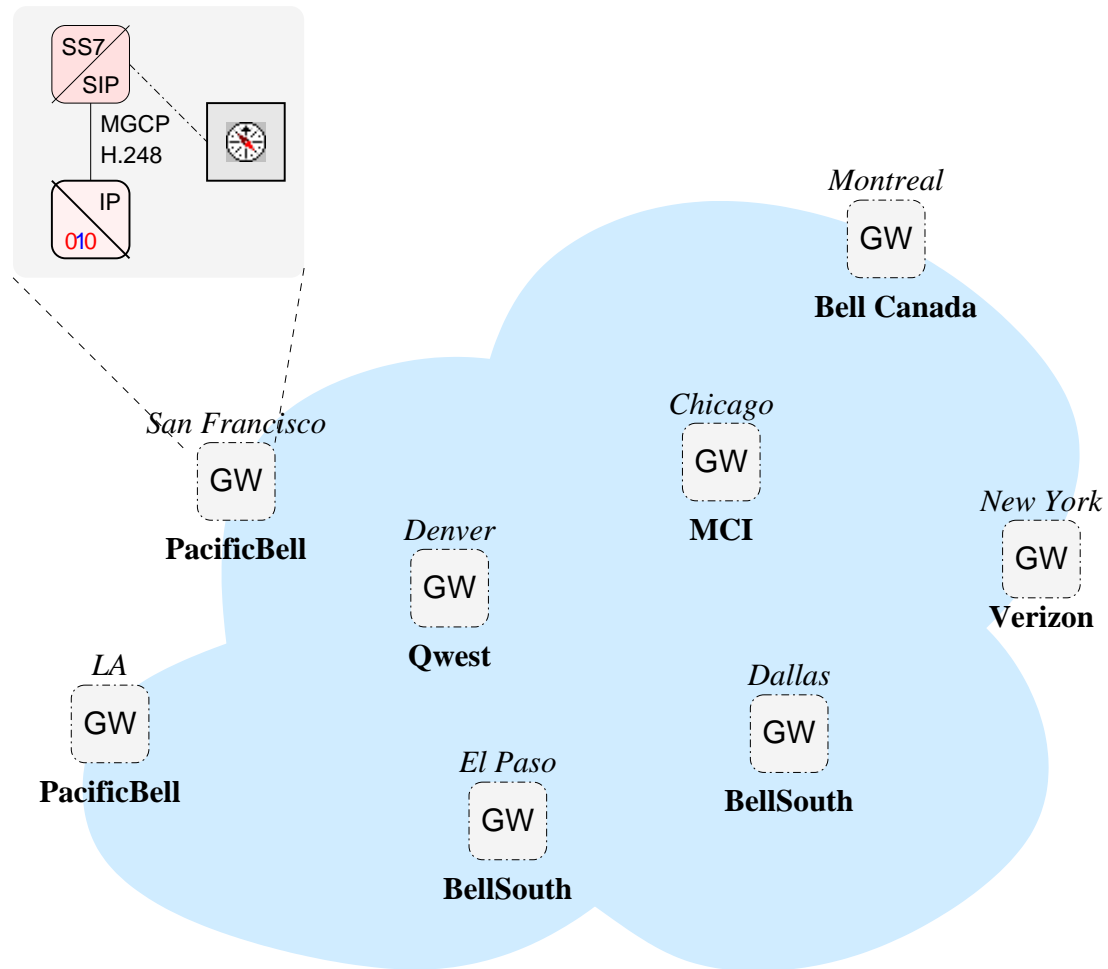 SS7
SIP
MGCP
H.248
IP
010
Montreal
GW
Bell Canada
San Francisco
GW
PacificBell
Chicago
GW
MCI
Denver
GW
Qwest
New York
GW
Verizon
LA
GW
PacificBell
Dallas
GW
BellSouth
El Paso
GW
BellSouth